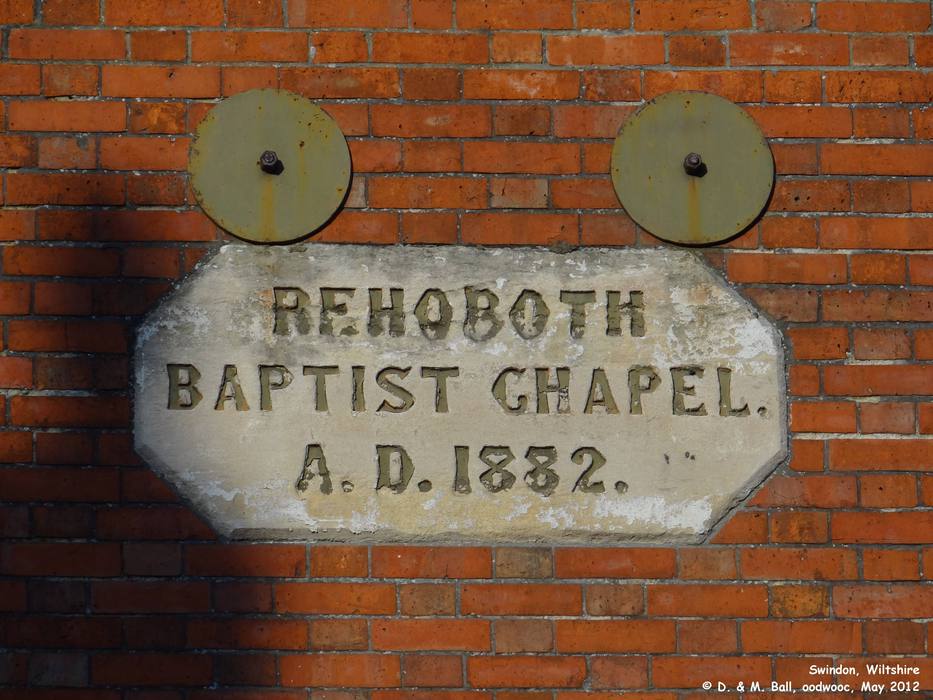 REHOBOTH
BAPTIST CHAPEL.
A.D.1882.
Swindon, Wiltshire
© D. & M. Ball, oodwooc, May 2012